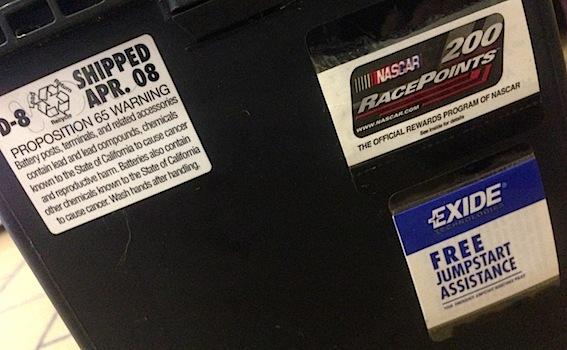 D-8
Recycle
SHIPPED
APR. 08
PROPOSITION 65 WARNING
Battery posts, terminals, and related accessories
contain lead and lead compounds, chemicals
known to the State of California to cause cancer
and reproductive harm. Batteries also contain
other chemicals known to the State of California
to cause cancer. Wash hands after handling.
NASCAR 200
RACEPOINTS
WWW.NASCAR.COM
THE OFFICIAL REWARDS PROGRAM OF NASCAR
See inside for details
EXIDE
TECHNOLOGIES
FREE
JUMPSTART
ASSISTANCE